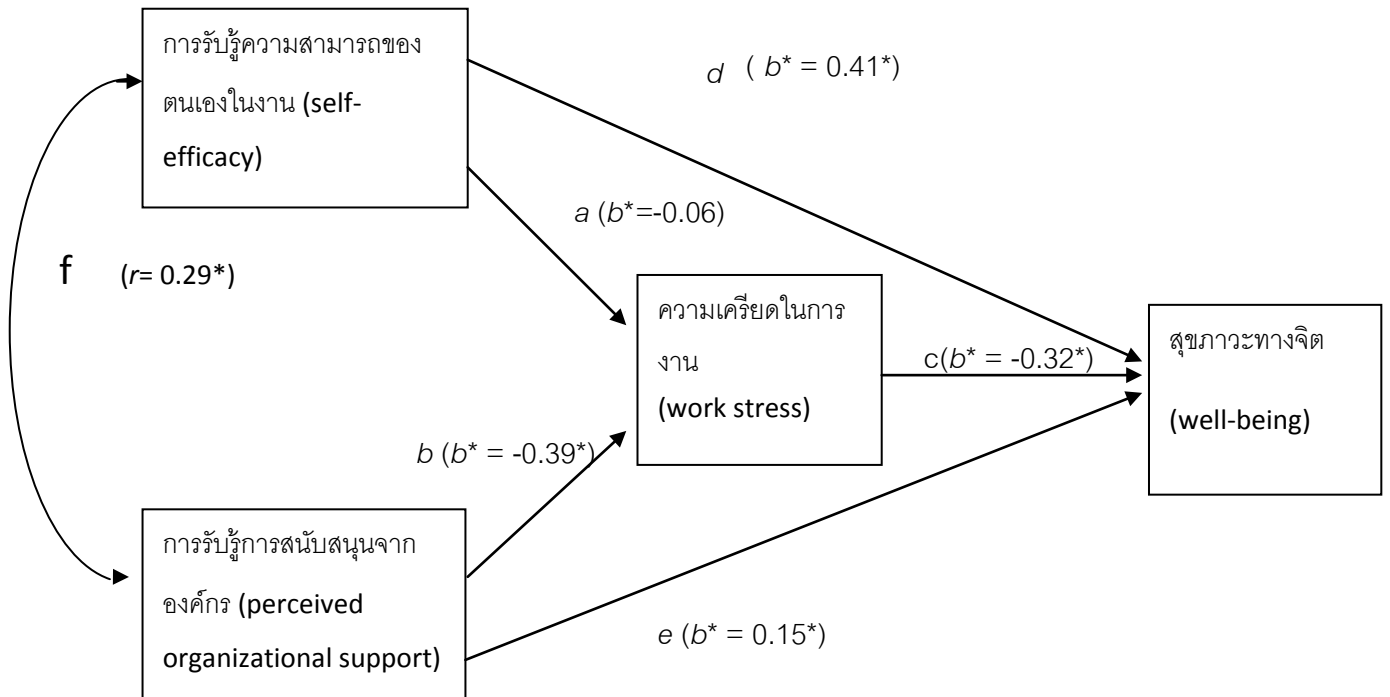 การรับรู้ความสามารถของ
ตนเองในงาน (self-
efficacy)
d ( b* = 0.41*)
a (b*=-0.06)
f (r= 0.29*)
ความเครียดในการ
งาน
(work stress)
c(b* = -0.32*)
สุขภาวะทางจิต
(well-being)
b (b* = -0.39*)
การรับรู้การสนับสนุนจาก
องค์กร (perceived
organizational support)
e (b* = 0.15*)